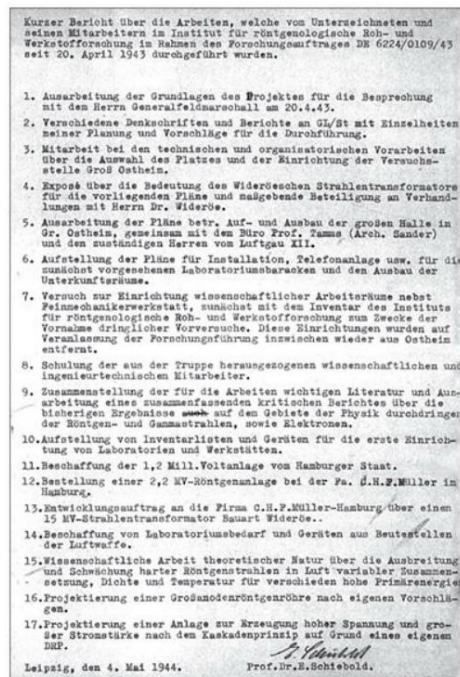 Kurzer Bericht über die Arbeiten, welche vom Unterzeichneten und
seinen Mitarbeitern im Institut für röntgenologische Roh- und
Werkstofforschung im Rahmen des Forschungsauftrages DE 6224/0109/43
seit 20. April 1943 durchgeführt wurden.
1. Ausarbeitung der Grundlagen des Projektes für die Besprechung
mit dem Herrn Generalfeldmarschall am 20.4.43.
2. Verschiedene Denkschriften und Berichte an GL/St mit Einzelheiten
meiner Planung und Vorschläge für die Durchführung.
3. Mitarbeit bei den technischen und organisatorischen Vorarbeiten
über die Auswahl des Platzes und der Einrichtung der Versuchs-
stelle Groß Ostheim.
4. Exposé über die Bedeutung des Wideröeschen Strahlentransformators
für die vorliegenden Pläne und maßgebende Beteiligung an Verhand-
lungen mit Herrn Dr. Wideröe.
5. Ausarbeitung der Pläne betr. Auf- und Ausbau der großen Halle in
Gr. Ostheim, gemeinsam mit dem Büro Prof. Tamms (Arch. Sander)
und den zuständigen Herren vom Luftgau XII.
6. Aufstellung der Pläne für Installation, Telefonanlage usw. für die
zunächst vorgesehenen Laboratoriumsbaracken und den Ausbau der
Unterkunftsräume.
7. Versuch zur Einrichtung wissenschaftlicher Arbeitsräume nebst
Feinmechanikerwerkstatt, zunächst mit dem Inventar des Instituts
für röntgenologische Roh- und Werkstofforschung zum Zwecke der
Vornahme dringlicher Vorversuche. Diese Einrichtungen wurden auf
Veranlassung der Forschungsführung inzwischen wieder aus Ostheim
entfernt.
8. Schulung der aus der Truppe herausgezogenen wissenschaftlichen und
ingenieurtechnischen Mitarbeiter.
9. Zusammenstellung der für die Arbeiten wichtigen Literatur und Aus-
arbeitung eines zusammenfassenden kritischen Berichtes über die
bisherigen Ergebnisse auch auf dem Gebiete der Physik durchdringen
der Röntgen- und Gammastrahlen, sowie Elektronen.
10. Aufstellung von Inventarlisten und Geräten für die erste Einrich-
tung von Laboratorien und Werkstätten.
11. Beschaffung der 1,2 Mill. Voltanlage vom Hamburger Staat.
12. Bestellung einer 2,2 MV-Röntgenanlage bei der Fa. C.H.F.Müller in
Hamburg.
13. Entwicklungsauftrag an die Firma C.H.F.Müller-Hamburg über einen
15 MV-Strahlentransformator Bauart Wideröe..
14. Beschaffung von Laboratoriumsbedarf und Geräten aus Beutestellen
der Luftwaffe.
15. Wissenschaftliche Arbeit theoretischer Natur über die Ausbreitung
und Schwächung harter Röntgenstrahlen in Luft variabler Zusammen-
setzung, Dichte und Temperatur für verschieden hohe Primärenergie
16. Projektierung einer Großanodenröntgenröhre nach eigenen Vorschlä-
gen.
17. Projektierung einer Anlage zur Erzeugung hoher Spannung und gro-
ßer Stromstärke nach dem Kaskadenprinzip auf Grund eines eigenen
DRP.
E. Schiebold
Leipzig, den 4. Mai 1944. Prof.Dr.E.Schiebold.